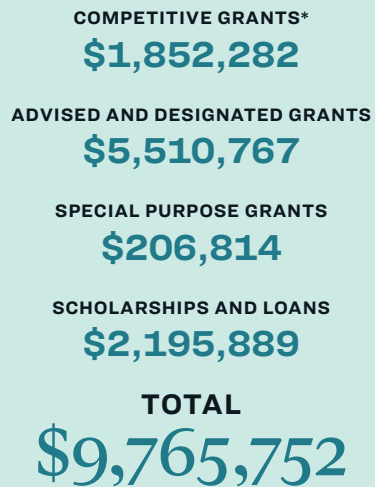 COMPETITIVE GRANTS*
$1,852,282
ADVISED AND DESIGNATED GRANTS
$5,510,767
SPECIAL PURPOSE GRANTS
$206,814
SCHOLARSHIPS AND LOANS
$2,195,889
TOTAL
$9,765,752